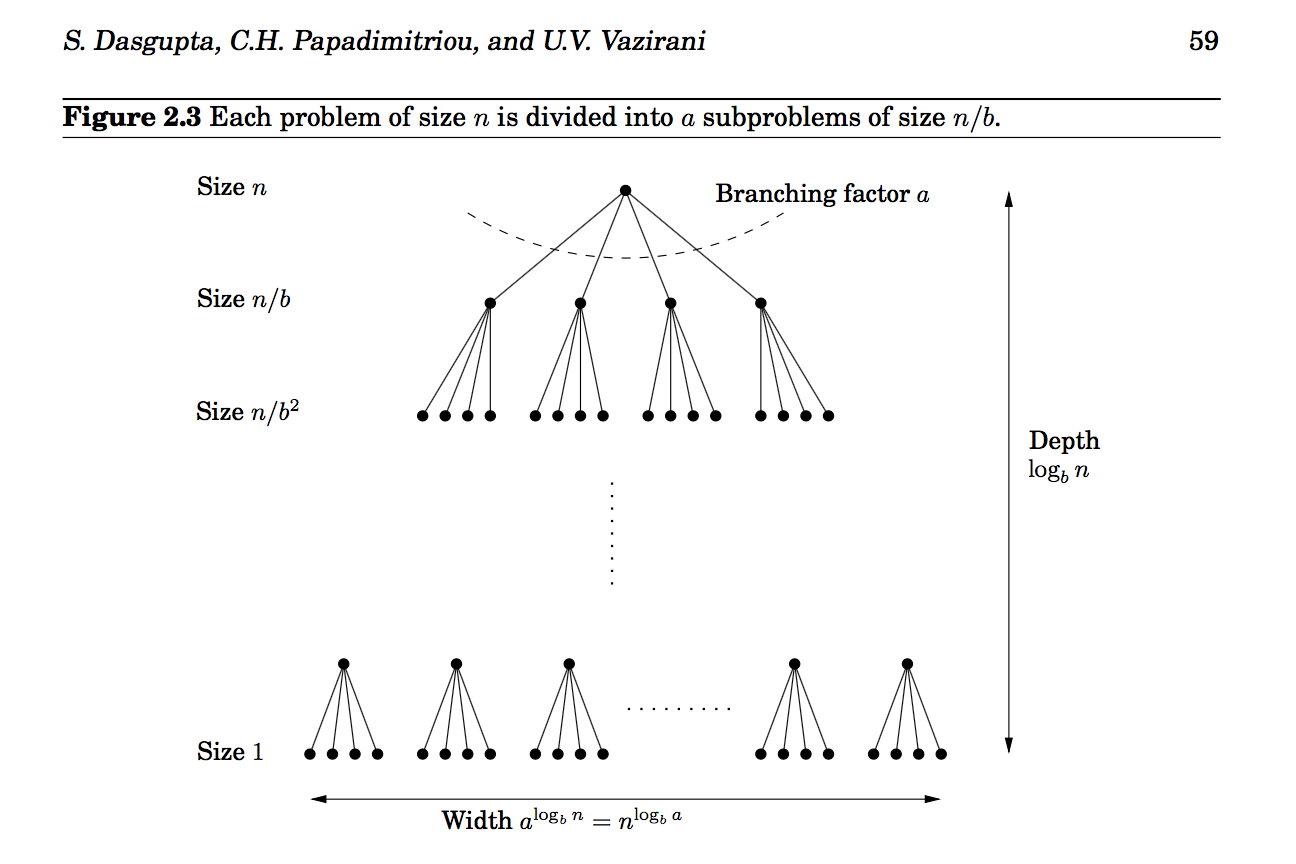 S. Dasgupta, C.H. Papadimitriou, and U.V. Vazirani 59
Figure 2.3 Each problem of size n is divided into a subproblems of size n/b.
Size n
Branching factor a
Size n/b
Size n/b²
Depth
log_b n
Size 1
Width a^{log_b n} = n^{log_b a}